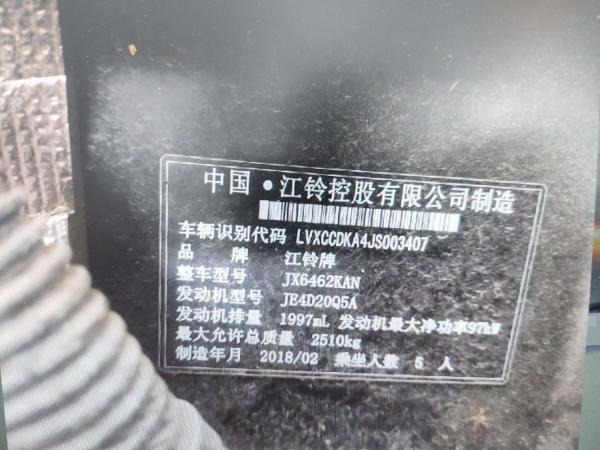 中国·江铃控股有限公司制造
车辆识别代码 LVXCCDKA4JS003407
品 牌 江铃牌
整车型号 JX6462KAN
发动机型号 JE4D20Q5A
发动机排量 1997mL 发动机最大净功率97kW
最大允许总质量 2510kg
制造年月 2018/02 乘坐人数 5 人